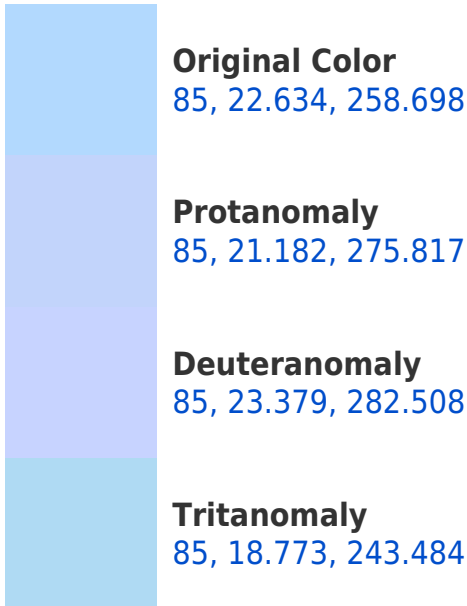 Original Color
85, 22.634, 258.698
Protanomaly
85, 21.182, 275.817
Deuteranomaly
85, 23.379, 282.508
Tritanomaly
85, 18.773, 243.484